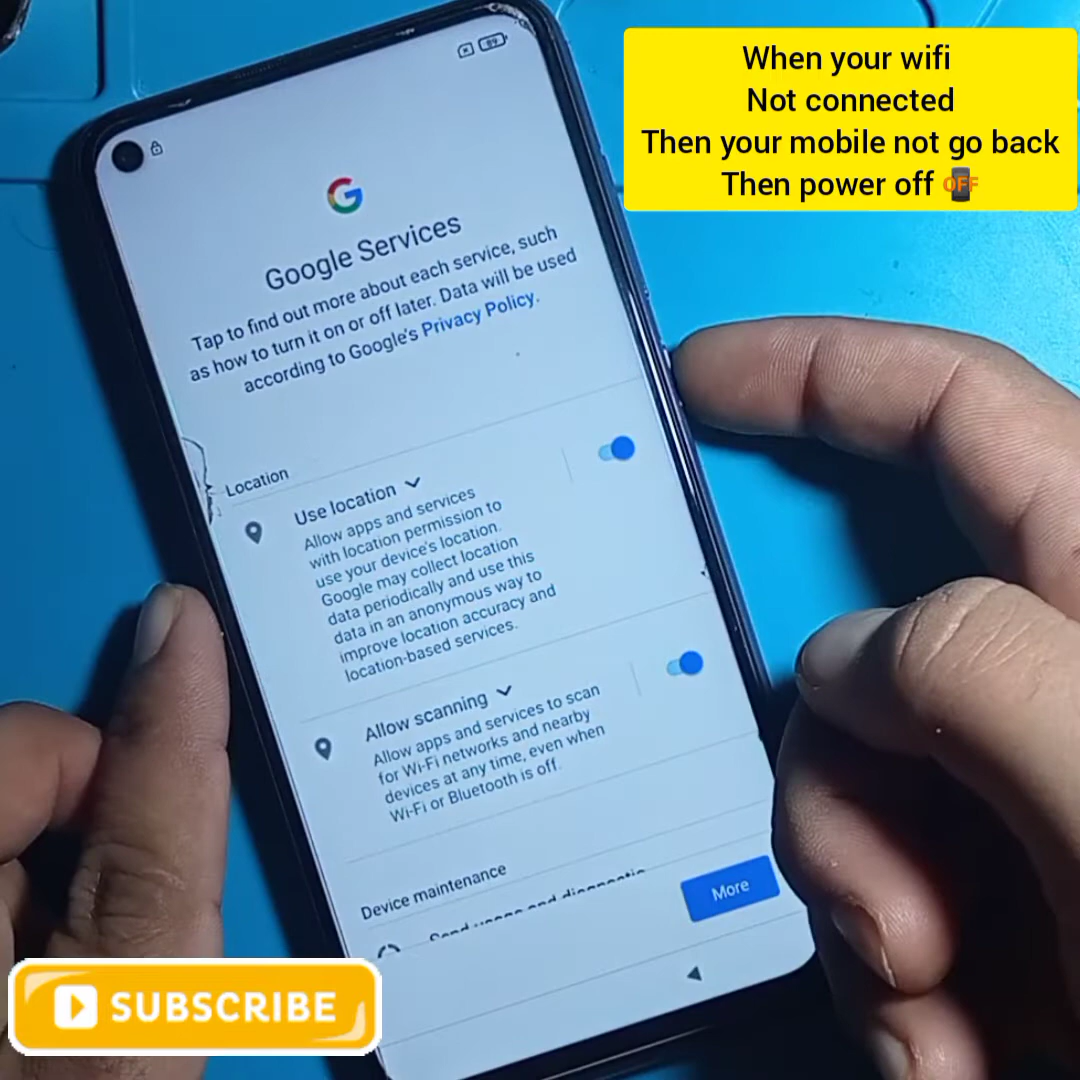 When your wifi
Not connected
Then your mobile not go back
Then power off
OFF
89
Google Services
Tap to find out more about each service, such
as how to turn it on or off later. Data will be used
according to Google's Privacy Policy.
Location
Use location
Allow apps and services
with location permission to
use your device's location.
Google may collect location
data periodically and use this
data in an anonymous way to
improve location accuracy and
location-based services.
Allow scanning
Allow apps and services to scan
for Wi-Fi networks and nearby
devices at any time, even when
Wi-Fi or Bluetooth is off.
Device maintenance
Send usage and diagnostic
More
SUBSCRIBE